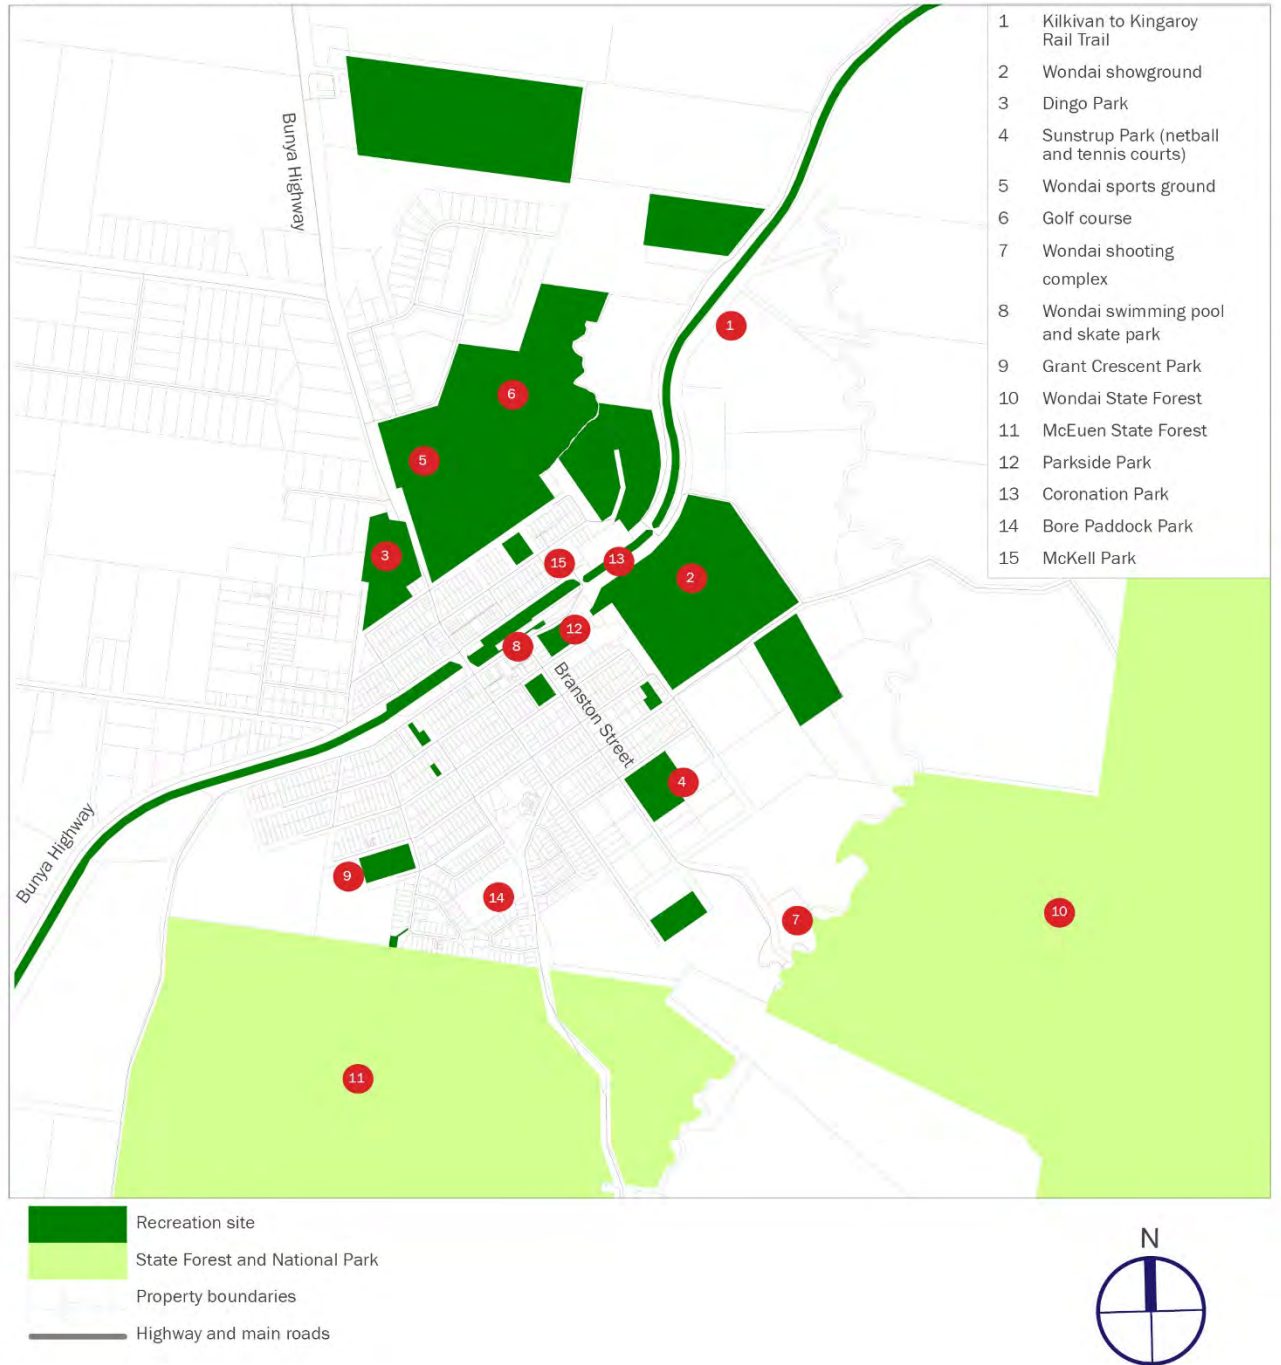 1 Kilkivan to Kingaroy
Rail Trail
2 Wondai showground
3 Dingo Park
4 Sunstrup Park (netball
and tennis courts)
5 Wondai sports ground
6 Golf course
7 Wondai shooting
complex
8 Wondai swimming pool
and skate park
9 Grant Crescent Park
10 Wondai State Forest
11 McEuen State Forest
12 Parkside Park
13 Coronation Park
14 Bore Paddock Park
15 McKell Park
Bunya Highway
1
6
5
3
15
13
2
12
8
Branston Street
4
Bunya Highway
9
14
7
10
11
Recreation site
State Forest and National Park
Property boundaries
Highway and main roads
N